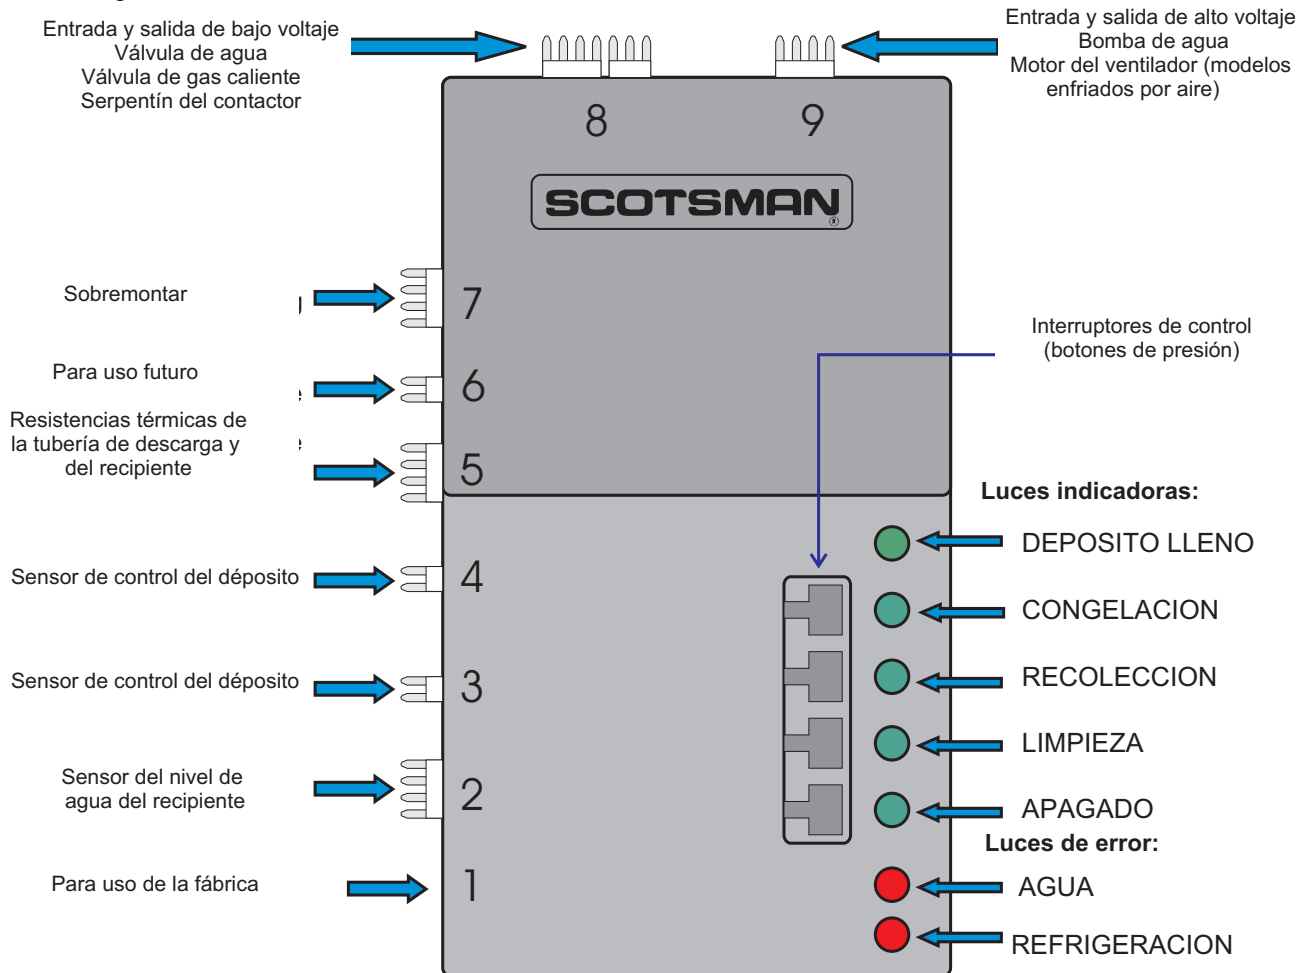 Entrada y salida de bajo voltaje
Válvula de agua
Válvula de gas caliente
Serpentín del contactor
Entrada y salida de alto voltaje
Bomba de agua
Motor del ventilador (modelos
enfriados por aire)
8
9
SCOTSMAN
®
Sobremontar
7
Interruptores de control
(botones de presión)
Para uso futuro
6
Resistencias térmicas de
la tubería de descarga y
del recipiente
5
Luces indicadoras:
DEPOSITO LLENO
Sensor de control del déposito
4
CONGELACION
Sensor de control del déposito
3
RECOLECCION
LIMPIEZA
Sensor del nivel de
agua del recipiente
2
APAGADO
Luces de error:
Para uso de la fábrica
1
AGUA
REFRIGERACION